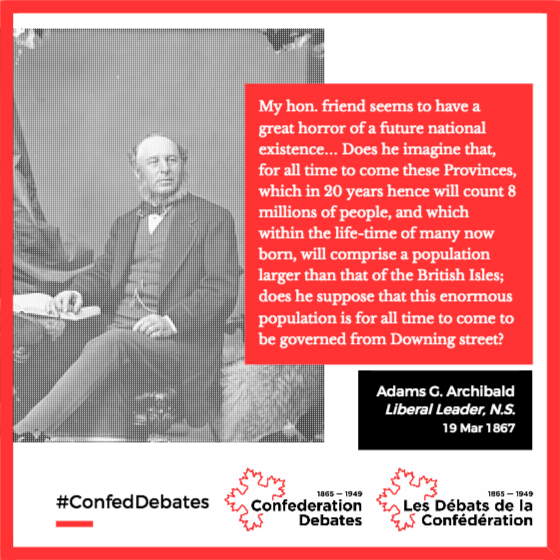 My hon. friend seems to have a
great horror of a future national
existence... Does he imagine that,
for all time to come these Provinces,
which in 20 years hence will count 8
millions of people, and which
within the life-time of many now
born, will comprise a population
larger than that of the British Isles;
does he suppose that this enormous
population is for all time to come to
be governed from Downing street?
Adams G. Archibald
Liberal Leader, N.S.
19 Mar 1867
#ConfedDebates
1865 — 1949
Confederation
Debates
1865 — 1949
Les Débats de la
Confédération